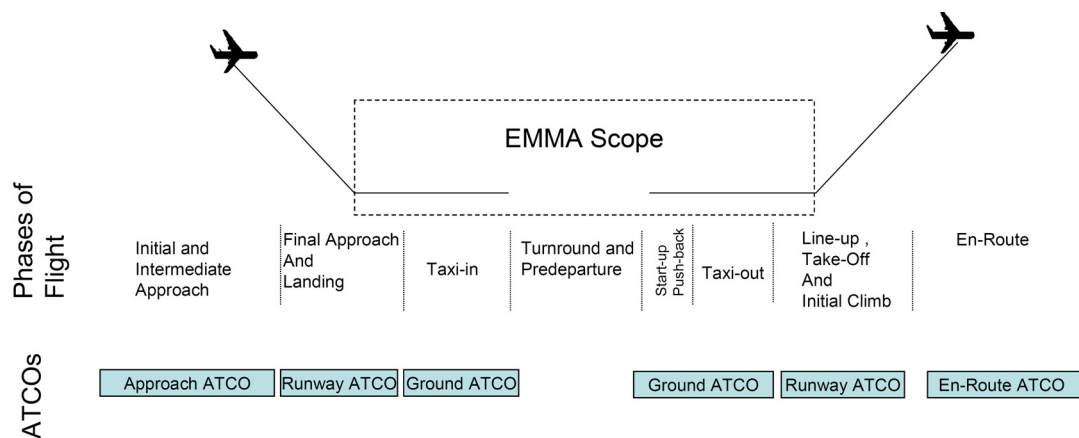 EMMA Scope
Phases of
Flight
Initial and
Intermediate
Approach
Final Approach
And
Landing
Taxi-in
Turnround and
Predeparture
Start-up
Push-back
Taxi-out
Line-up ,
Take-Off
And
Initial Climb
En-Route
ATCOs
Approach ATCO
Runway ATCO
Ground ATCO
Ground ATCO
Runway ATCO
En-Route ATCO